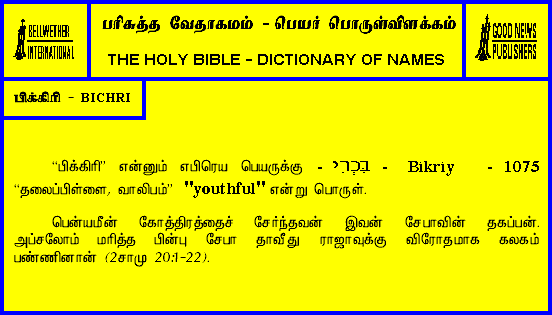 BELLWETHER
INTERNATIONAL
பரிசுத்த வேதாகமம் - பெயர் பொருள்விளக்கம்
THE HOLY BIBLE - DICTIONARY OF NAMES
GOOD NEWS
PUBLISHERS
பிக்கிரி - BICHRI
“பிக்கிரி” என்னும் எபிரெய பெயருக்கு - בִּכְרִי - Bikriy - 1075
“தலைப்பிள்ளை, வாலிபம்” "youthful" என்று பொருள்.
பென்யமீன் கோத்திரத்தைச் சேர்ந்தவன் இவன் சேபாவின் தகப்பன்.
அப்சலோம் மரித்த பின்பு சேபா தாவீது ராஜாவுக்கு விரோதமாக கலகம்
பண்ணினான் (2சாமு 20:1-22).